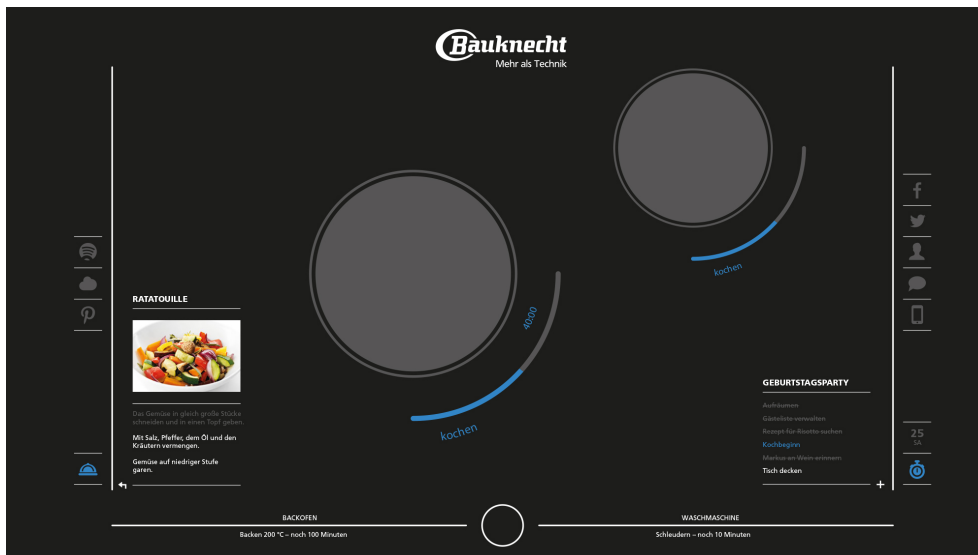 Bauknecht
Mehr als Technik
kochen
40:00
kochen
RATATOUILLE
Das Gemüse in gleich große Stücke
schneiden und in einen Topf geben.
Mit Salz, Pfeffer, dem Öl und den
Kräutern vermengen.
Gemüse auf niedriger Stufe
garen.
GEBURTSTAGSPARTY
Aufräumen
Gästeliste verwalten
Rezept für Risotto suchen
Kochbeginn
Markus an Wein erinnern
Tisch decken
25
SA
BACKOFEN
Backen 200 °C – noch 100 Minuten
WASCHMASCHINE
Schleudern – noch 10 Minuten